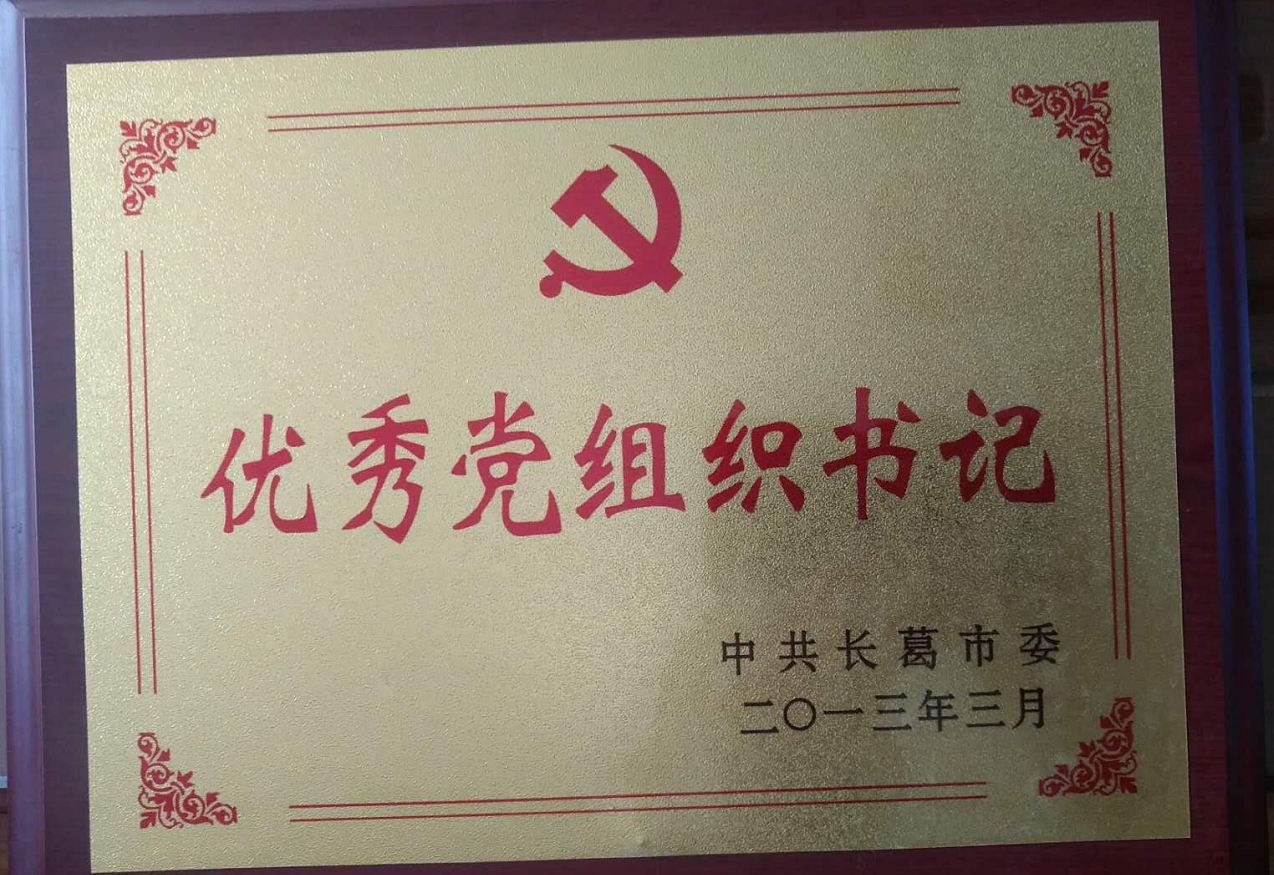 优秀党组织书记
中共长葛市委
二〇一三年三月